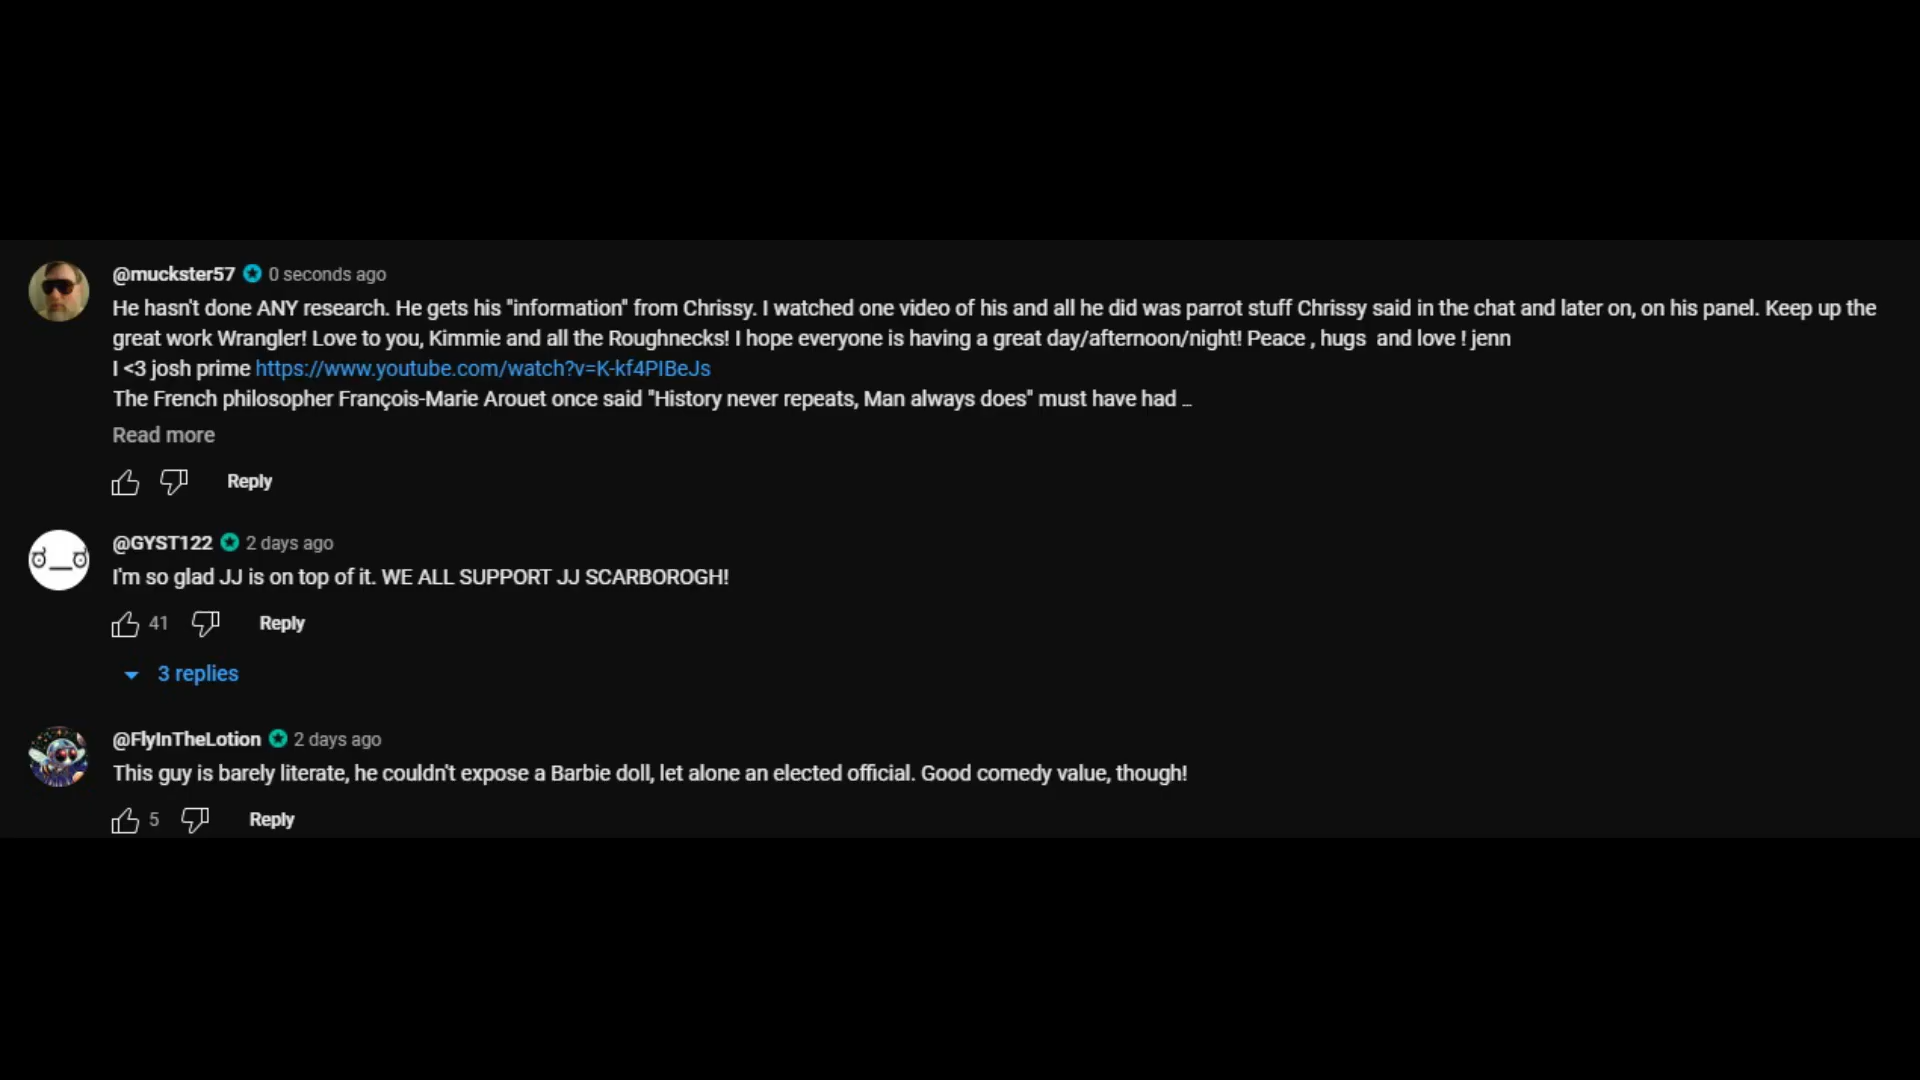 @muckster57 0 seconds ago
He hasn't done ANY research. He gets his "information" from Chrissy. I watched one video of his and all he did was parrot stuff Chrissy said in the chat and later on, on his panel. Keep up the
great work Wrangler! Love to you, Kimmie and all the Roughnecks! I hope everyone is having a great day/afternoon/night! Peace , hugs  and love ! jenn
I <3 josh prime https://www.youtube.com/watch?v=K-kf4PIBeJs
The French philosopher François-Marie Arouet once said "History never repeats, Man always does" must have had ...
Read more
Reply
@GYST122 2 days ago
I'm so glad JJ is on top of it. WE ALL SUPPORT JJ SCARBOROGH!
41 Reply
3 replies
@FlyInTheLotion 2 days ago
This guy is barely literate, he couldn't expose a Barbie doll, let alone an elected official. Good comedy value, though!
5 Reply